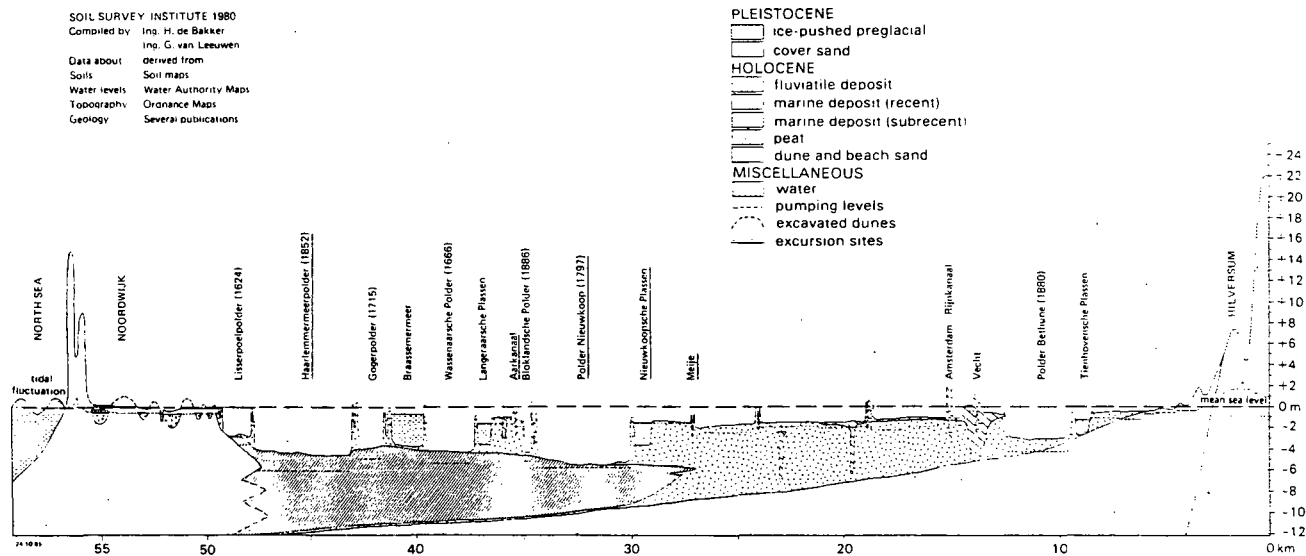 SOIL SURVEY INSTITUTE 1980
Compiled by Ing. H. de Bakker
Ing. G. van Leeuwen
Data about derived from
Soils Soil maps
Water levels Water Authority Maps
Topography Ordnance Maps
Geology Several publications
PLEISTOCENE
ice-pushed preglacial
cover sand
HOLOCENE
fluviatile deposit
marine deposit (recent)
marine deposit (subrecent)
peat
dune and beach sand
MISCELLANEOUS
water
pumping levels
excavated dunes
excursion sites
NORTH SEA
NOORDWIJK
Lisserpoelpolder (1624)
Haarlemmermeerpolder (1852)
Gogerpolder (1715)
Braassemermeer
Wassenaarsche Polder (1666)
Langeraarsche Plassen
Aarkanaal
Bloklandsche Polder (1886)
Polder Nieuwkoop (1797)
Nieuwkoopsche Plassen
Meije
Amsterdam Rijnkanaal
Vecht
Polder Bethune (1880)
Tienhovensche Plassen
HILVERSUM
tidal
fluctuation
mean sea level
24
22
+20
+18
+16
+14
+12
+10
+8
+6
+4
+2
0 m
-2
-4
-6
-8
-10
-12
55 50 40 30 20 10 0 km